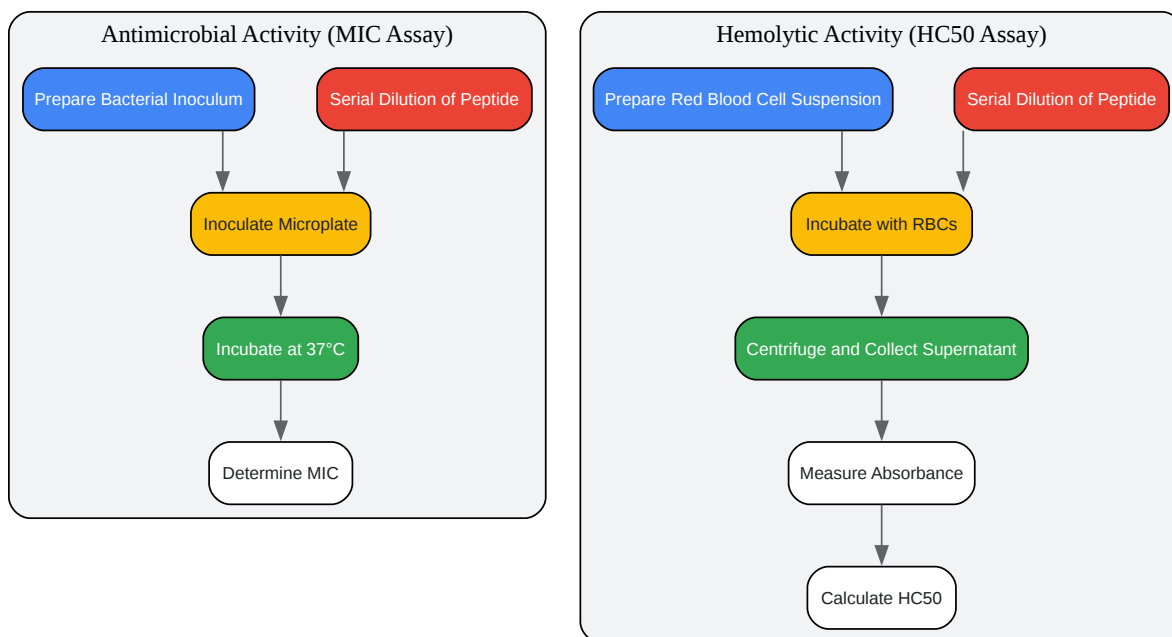 Antimicrobial Activity (MIC Assay)
Prepare Bacterial Inoculum
Serial Dilution of Peptide
Inoculate Microplate
Incubate at 37°C
Determine MIC
Hemolytic Activity (HC50 Assay)
Prepare Red Blood Cell Suspension
Serial Dilution of Peptide
Incubate with RBCs
Centrifuge and Collect Supernatant
Measure Absorbance
Calculate HC50